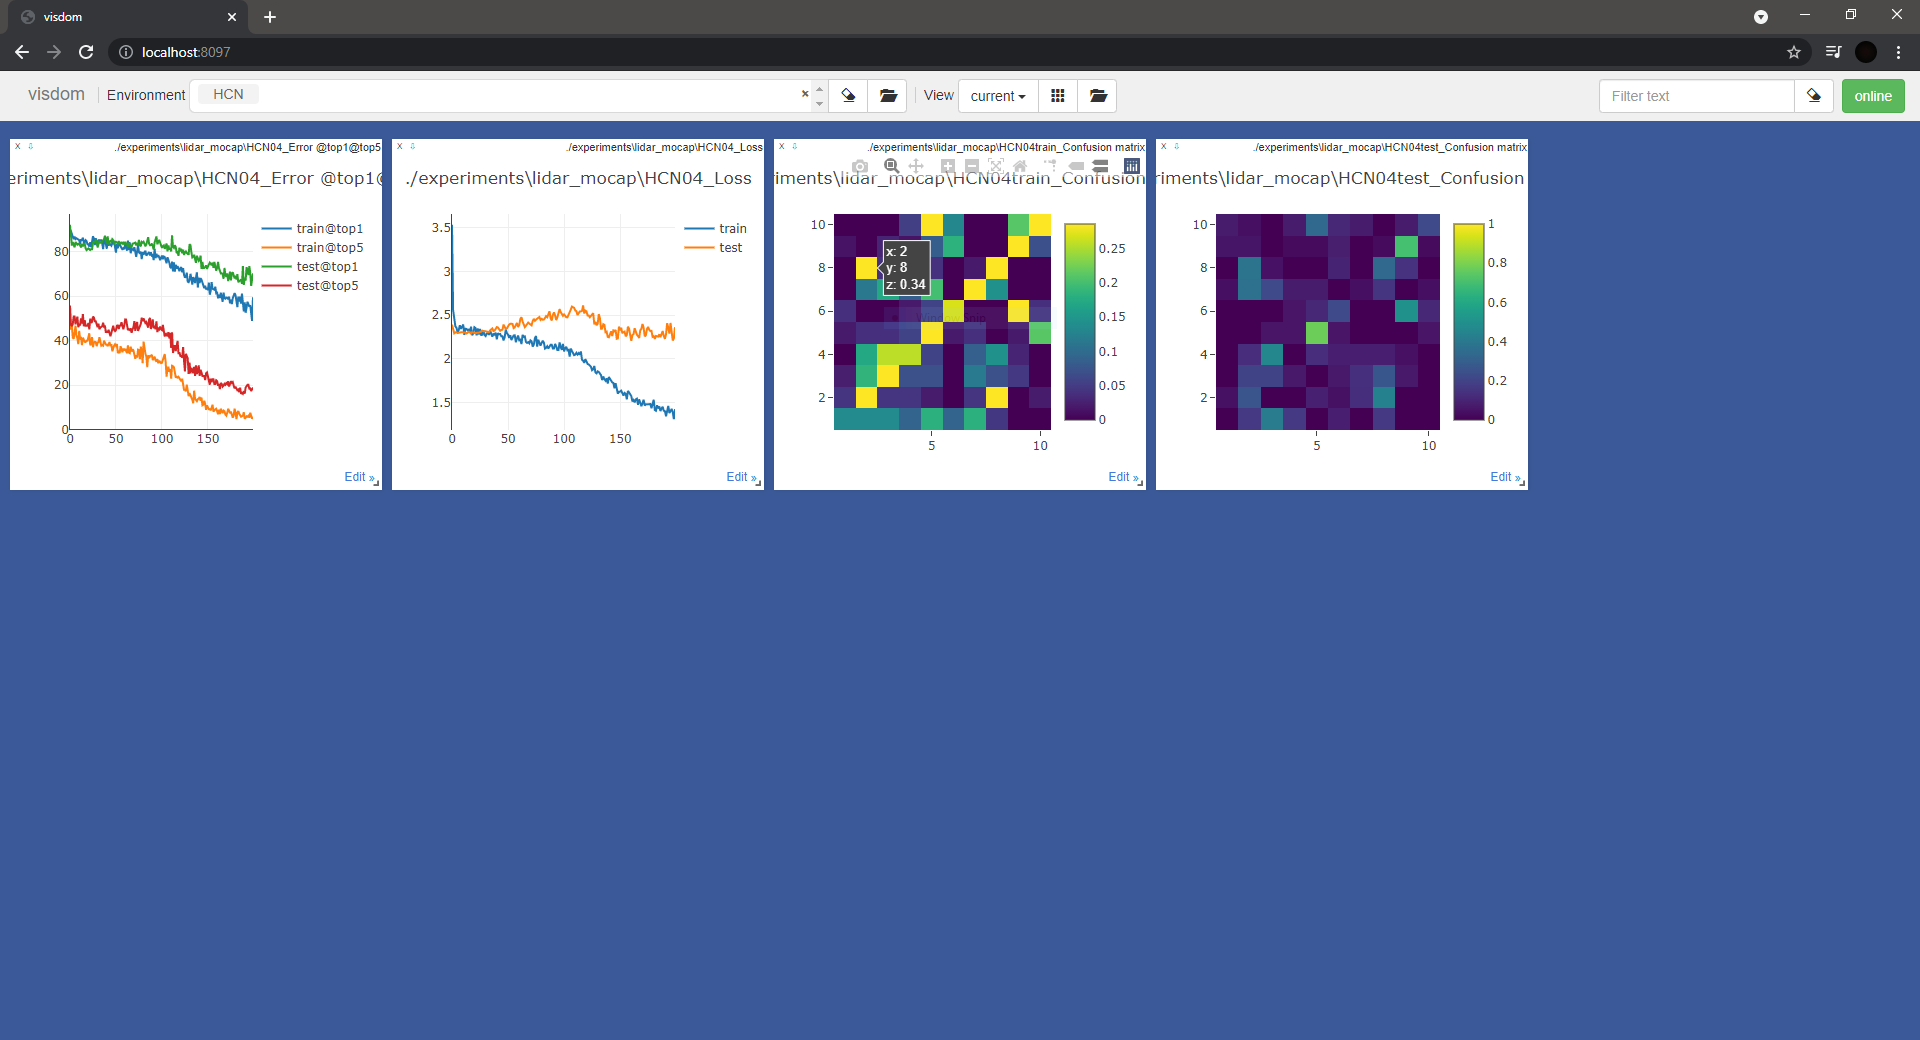 visdom
localhost:8097
visdom Environment HCN × View current Filter text online
X ./experiments\lidar_mocap\HCN04_Error @top1@top5
eriments\lidar_mocap\HCN04_Error @top1@
80
60
40
20
0
0 50 100 150
train@top1
train@top5
test@top1
test@top5
Edit »
X ./experiments\lidar_mocap\HCN04_Loss
./experiments\lidar_mocap\HCN04_Loss
3.5
3
2.5
2
1.5
0 50 100 150
train
test
Edit »
X ./experiments\lidar_mocap\HCN04train_Confusion matrix
riments\lidar_mocap\HCN04train_Confusion
10
8
6
4
2
5 10
x: 2
y: 8
z: 0.34
Window Snip
0.25
0.2
0.15
0.1
0.05
0
Edit »
X ./experiments\lidar_mocap\HCN04test_Confusion matrix
riments\lidar_mocap\HCN04test_Confusion
10
8
6
4
2
5 10
1
0.8
0.6
0.4
0.2
0
Edit »